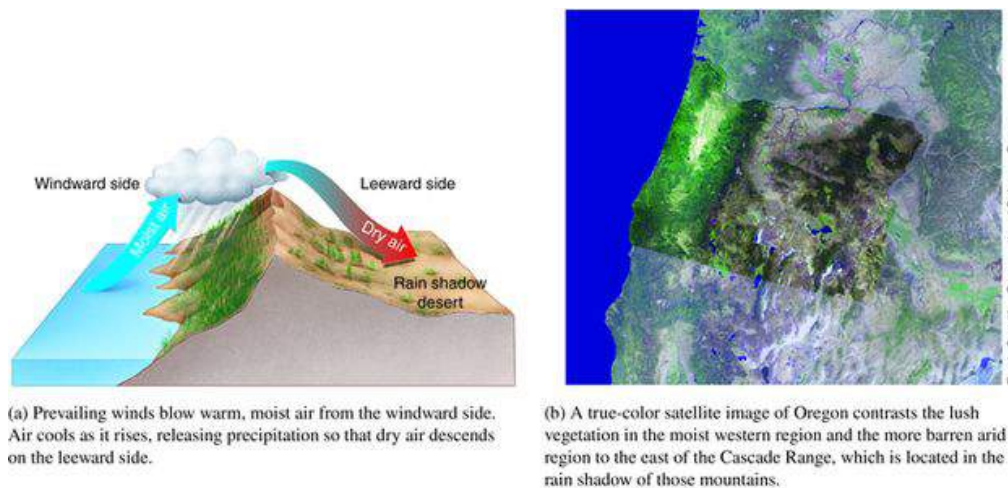 Windward side
Leeward side
Moist air
Dry air
Rain shadow
desert
(a) Prevailing winds blow warm, moist air from the windward side.
Air cools as it rises, releasing precipitation so that dry air descends
on the leeward side.
(b) A true-color satellite image of Oregon contrasts the lush
vegetation in the moist western region and the more barren arid
region to the east of the Cascade Range, which is located in the
rain shadow of those mountains.